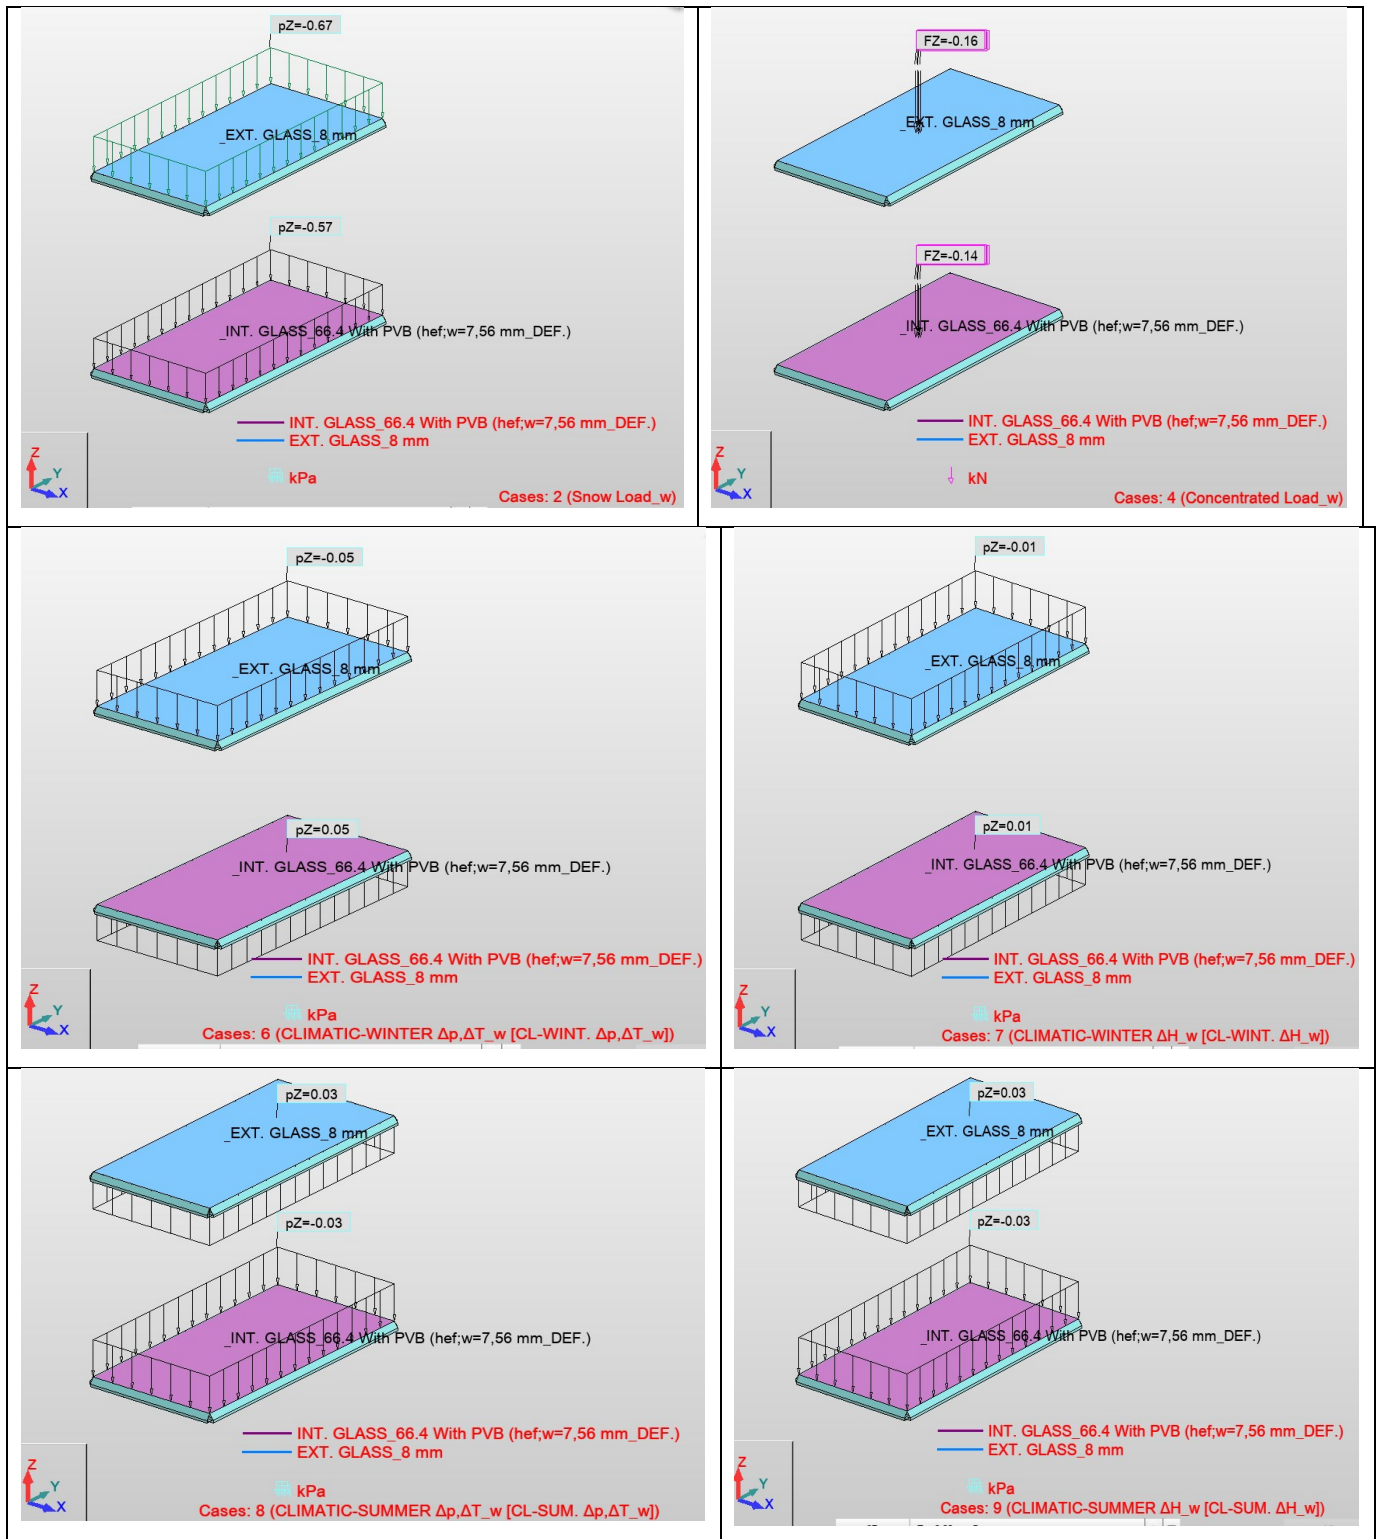 pZ=-0.67
_EXT. GLASS_8 mm
pZ=-0.57
_INT. GLASS_66.4 With PVB (hef;w=7,56 mm_DEF.)
INT. GLASS_66.4 With PVB (hef;w=7,56 mm_DEF.)
EXT. GLASS_8 mm
Z
Y
X
kPa
Cases: 2 (Snow Load_w)
FZ=-0.16
_EXT. GLASS_8 mm
FZ=-0.14
_INT. GLASS_66.4 With PVB (hef;w=7,56 mm_DEF.)
INT. GLASS_66.4 With PVB (hef;w=7,56 mm_DEF.)
EXT. GLASS_8 mm
Z
Y
X
kN
Cases: 4 (Concentrated Load_w)
pZ=-0.05
_EXT. GLASS_8 mm
pZ=0.05
_INT. GLASS_66.4 With PVB (hef;w=7,56 mm_DEF.)
INT. GLASS_66.4 With PVB (hef;w=7,56 mm_DEF.)
EXT. GLASS_8 mm
Z
Y
X
kPa
Cases: 6 (CLIMATIC-WINTER Δp,ΔT_w [CL-WINT. Δp,ΔT_w])
pZ=-0.01
_EXT. GLASS_8 mm
pZ=0.01
_INT. GLASS_66.4 With PVB (hef;w=7,56 mm_DEF.)
INT. GLASS_66.4 With PVB (hef;w=7,56 mm_DEF.)
EXT. GLASS_8 mm
Z
Y
X
kPa
Cases: 7 (CLIMATIC-WINTER ΔH_w [CL-WINT. ΔH_w])
pZ=0.03
_EXT. GLASS_8 mm
pZ=-0.03
_INT. GLASS_66.4 With PVB (hef;w=7,56 mm_DEF.)
INT. GLASS_66.4 With PVB (hef;w=7,56 mm_DEF.)
EXT. GLASS_8 mm
Z
Y
X
kPa
Cases: 8 (CLIMATIC-SUMMER Δp,ΔT_w [CL-SUM. Δp,ΔT_w])
pZ=0.03
_EXT. GLASS_8 mm
pZ=-0.03
_INT. GLASS_66.4 With PVB (hef;w=7,56 mm_DEF.)
INT. GLASS_66.4 With PVB (hef;w=7,56 mm_DEF.)
EXT. GLASS_8 mm
Z
Y
X
kPa
Cases: 9 (CLIMATIC-SUMMER ΔH_w [CL-SUM. ΔH_w])